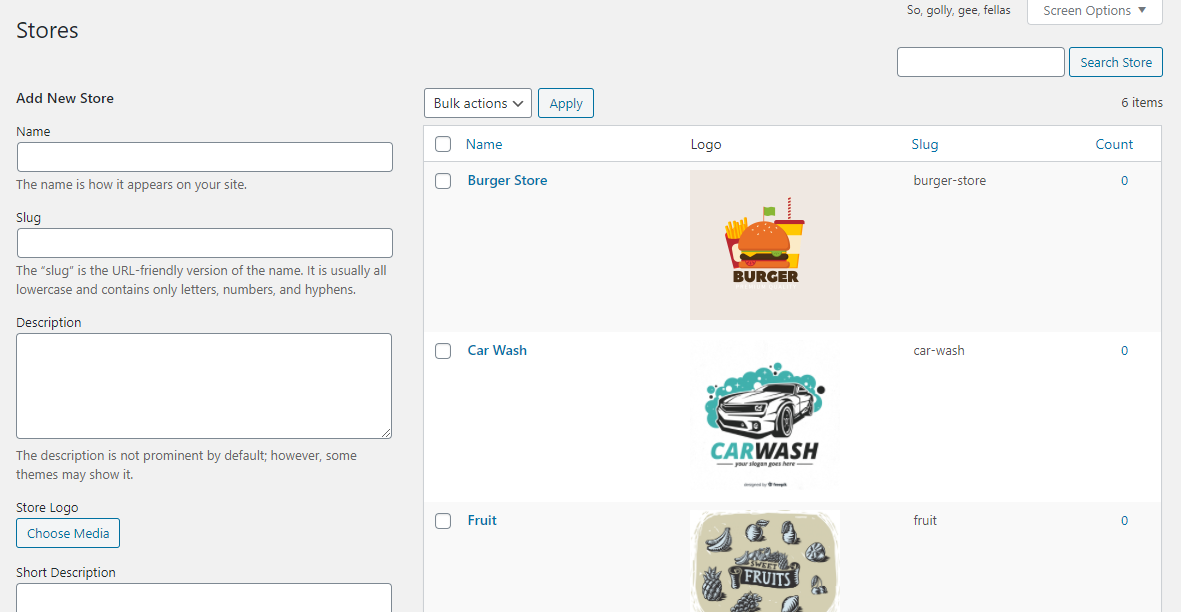 So, golly, gee, fellas
Screen Options
Stores
Search Store
Add New Store
Bulk actions
Apply
6 items
Name
The name is how it appears on your site.
Slug
The “slug” is the URL-friendly version of the name. It is usually all
lowercase and contains only letters, numbers, and hyphens.
Description
The description is not prominent by default; however, some
themes may show it.
Store Logo
Choose Media
Short Description
Name Logo Slug Count
Burger Store burger-store 0
BURGER
Car Wash car-wash 0
CARWASH
your slogan goes here
designed by freepik
Fruit fruit 0
SWEET
FRUITS